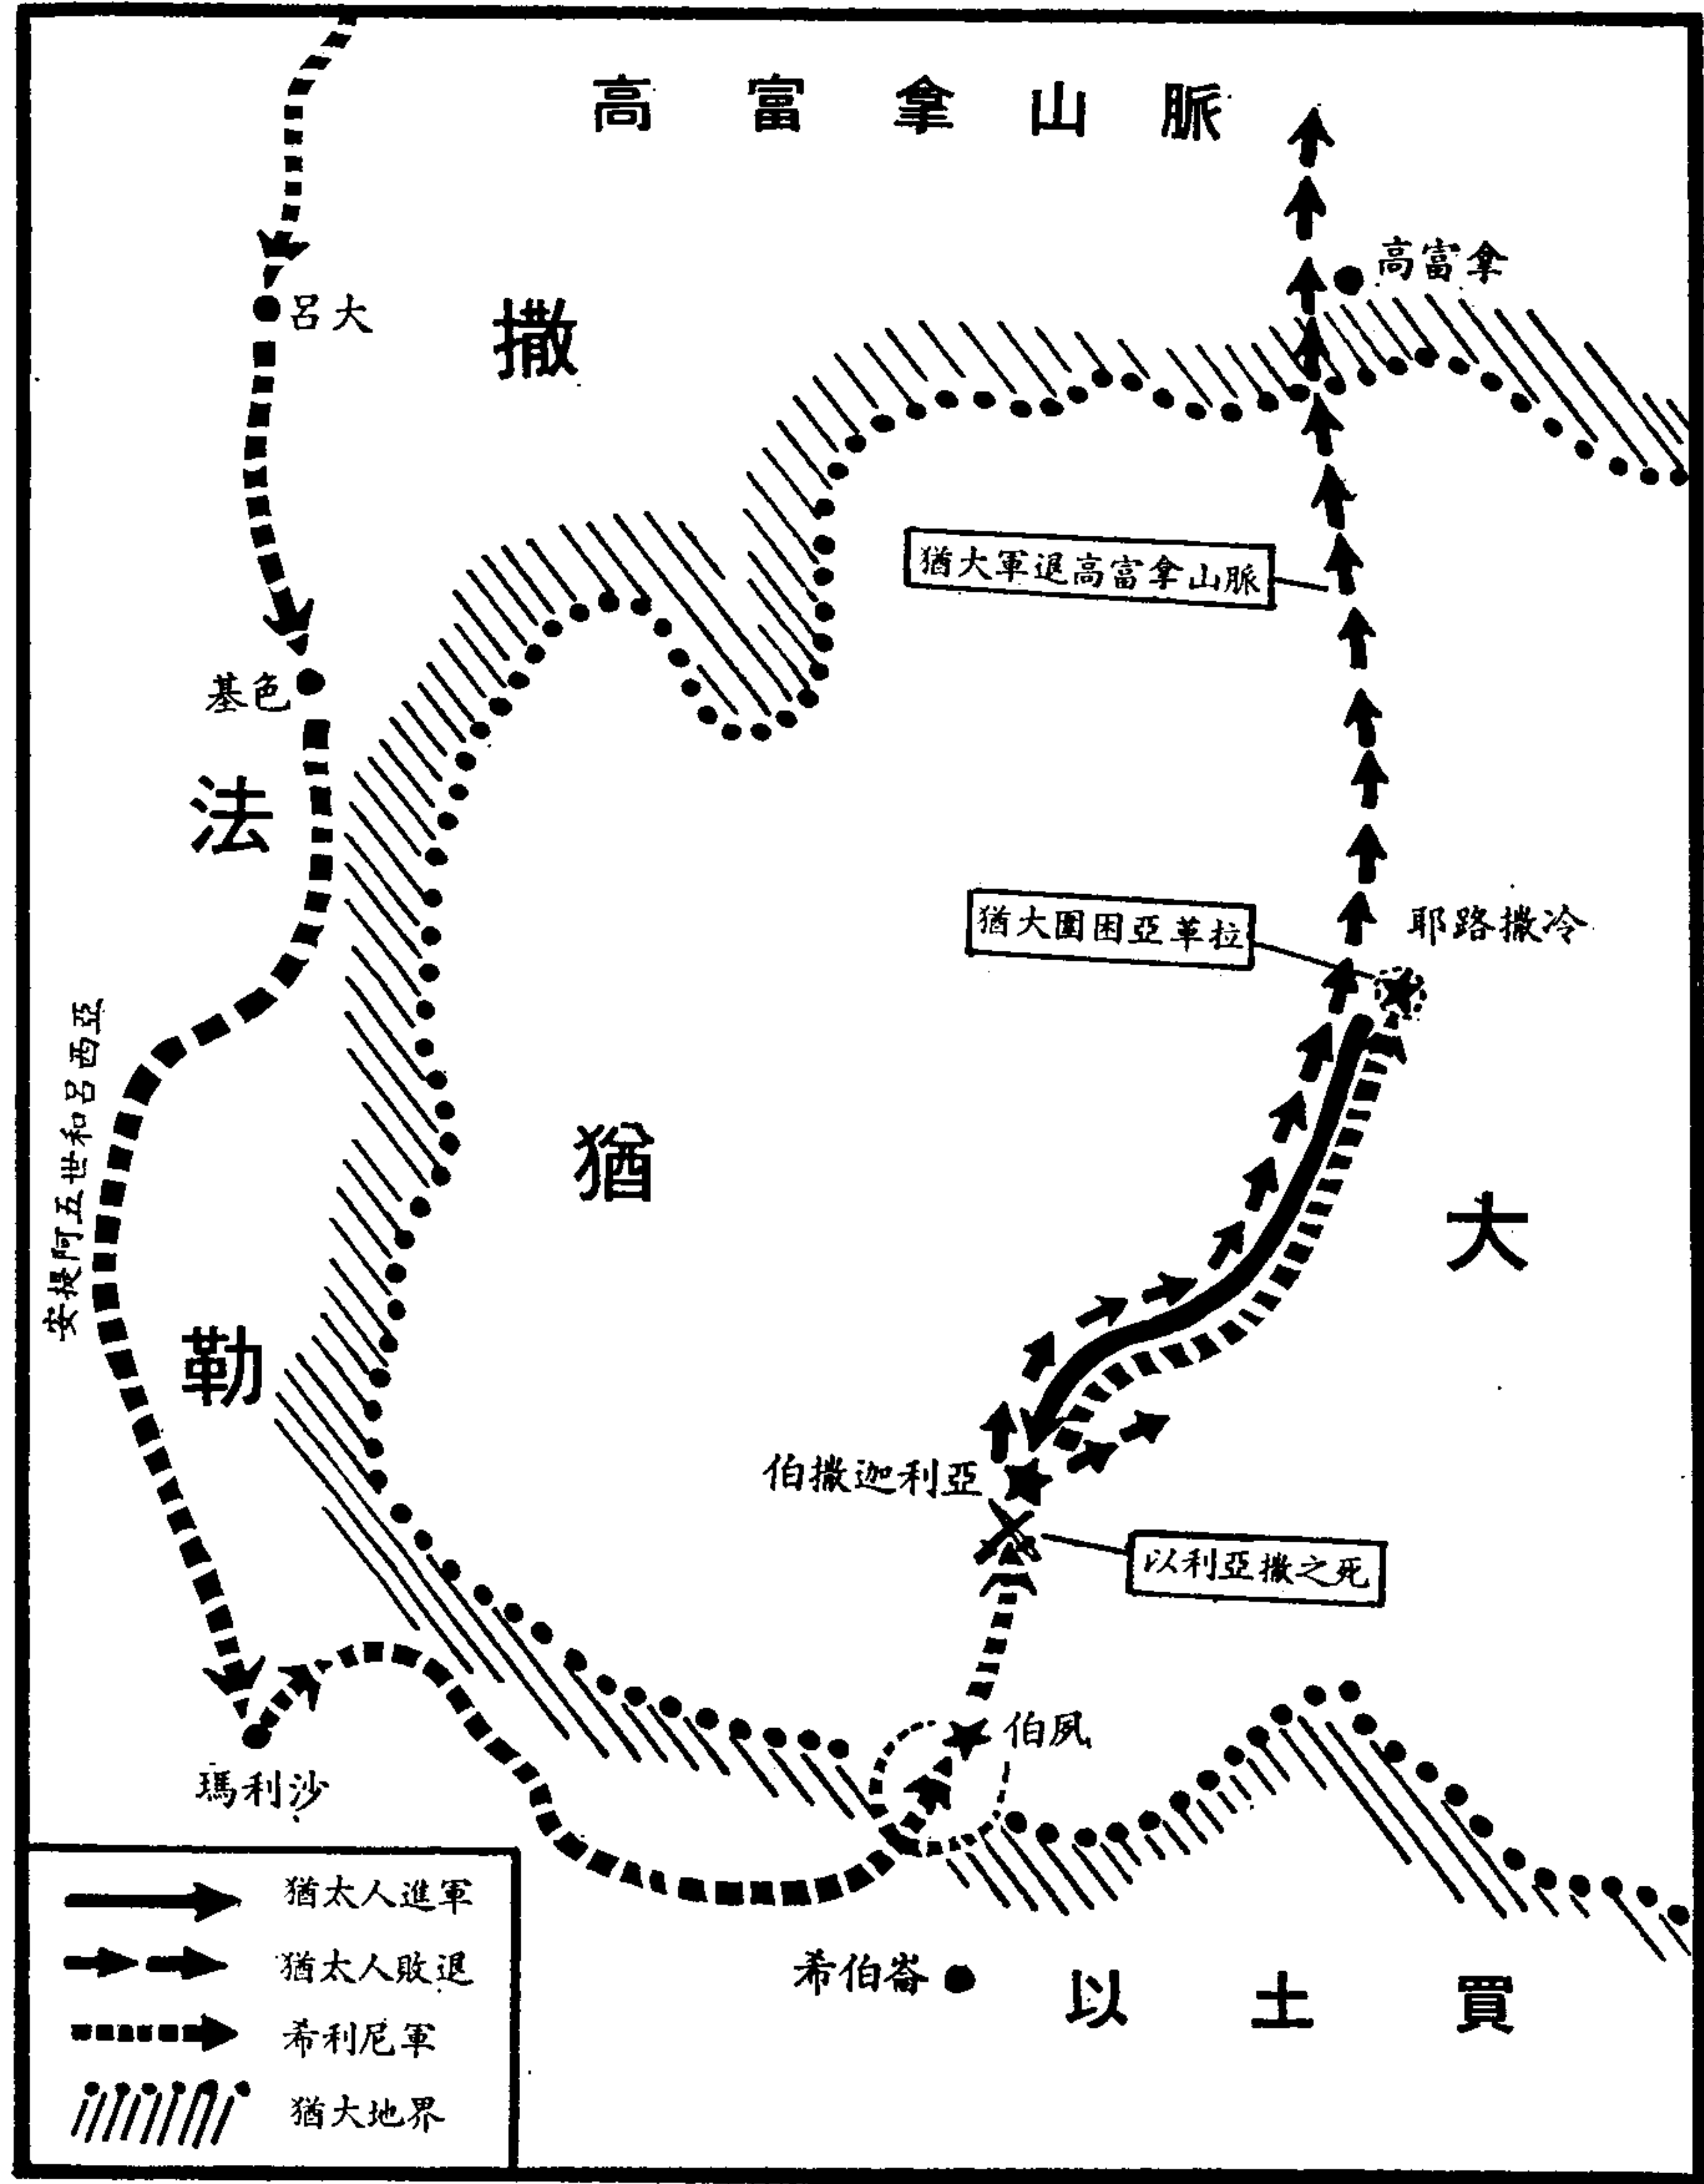 高富拿山脈
高富拿
呂大
撒
猶大軍退高富拿山脈
基色
法
猶大圍困亞革拉
耶路撒冷
安提阿五世和呂西亞
猶
大
勒
伯撒迦利亞
以利亞撒之死
伯夙
瑪利沙
猶太人進軍
猶太人敗退
希利尼軍
猶大地界
希伯崙
以土買